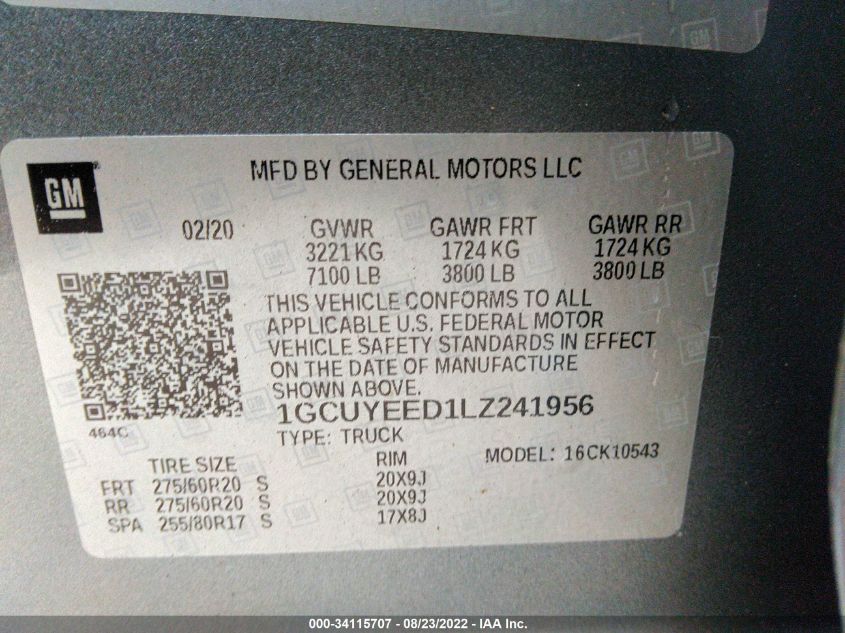 GM
MFD BY GENERAL MOTORS LLC
02/20 GVWR GAWR FRT GAWR RR
3221 KG 1724 KG 1724 KG
7100 LB 3800 LB 3800 LB
THIS VEHICLE CONFORMS TO ALL
APPLICABLE U.S. FEDERAL MOTOR
VEHICLE SAFETY STANDARDS IN EFFECT
ON THE DATE OF MANUFACTURE
SHOWN ABOVE.
1GCUYEED1LZ241956
464C
TYPE: TRUCK
MODEL: 16CK10543
TIRE SIZE RIM
FRT 275/60R20 S 20X9J
RR 275/60R20 S 20X9J
SPA 255/80R17 S 17X8J
000-34115707 - 08/23/2022 - IAA Inc.